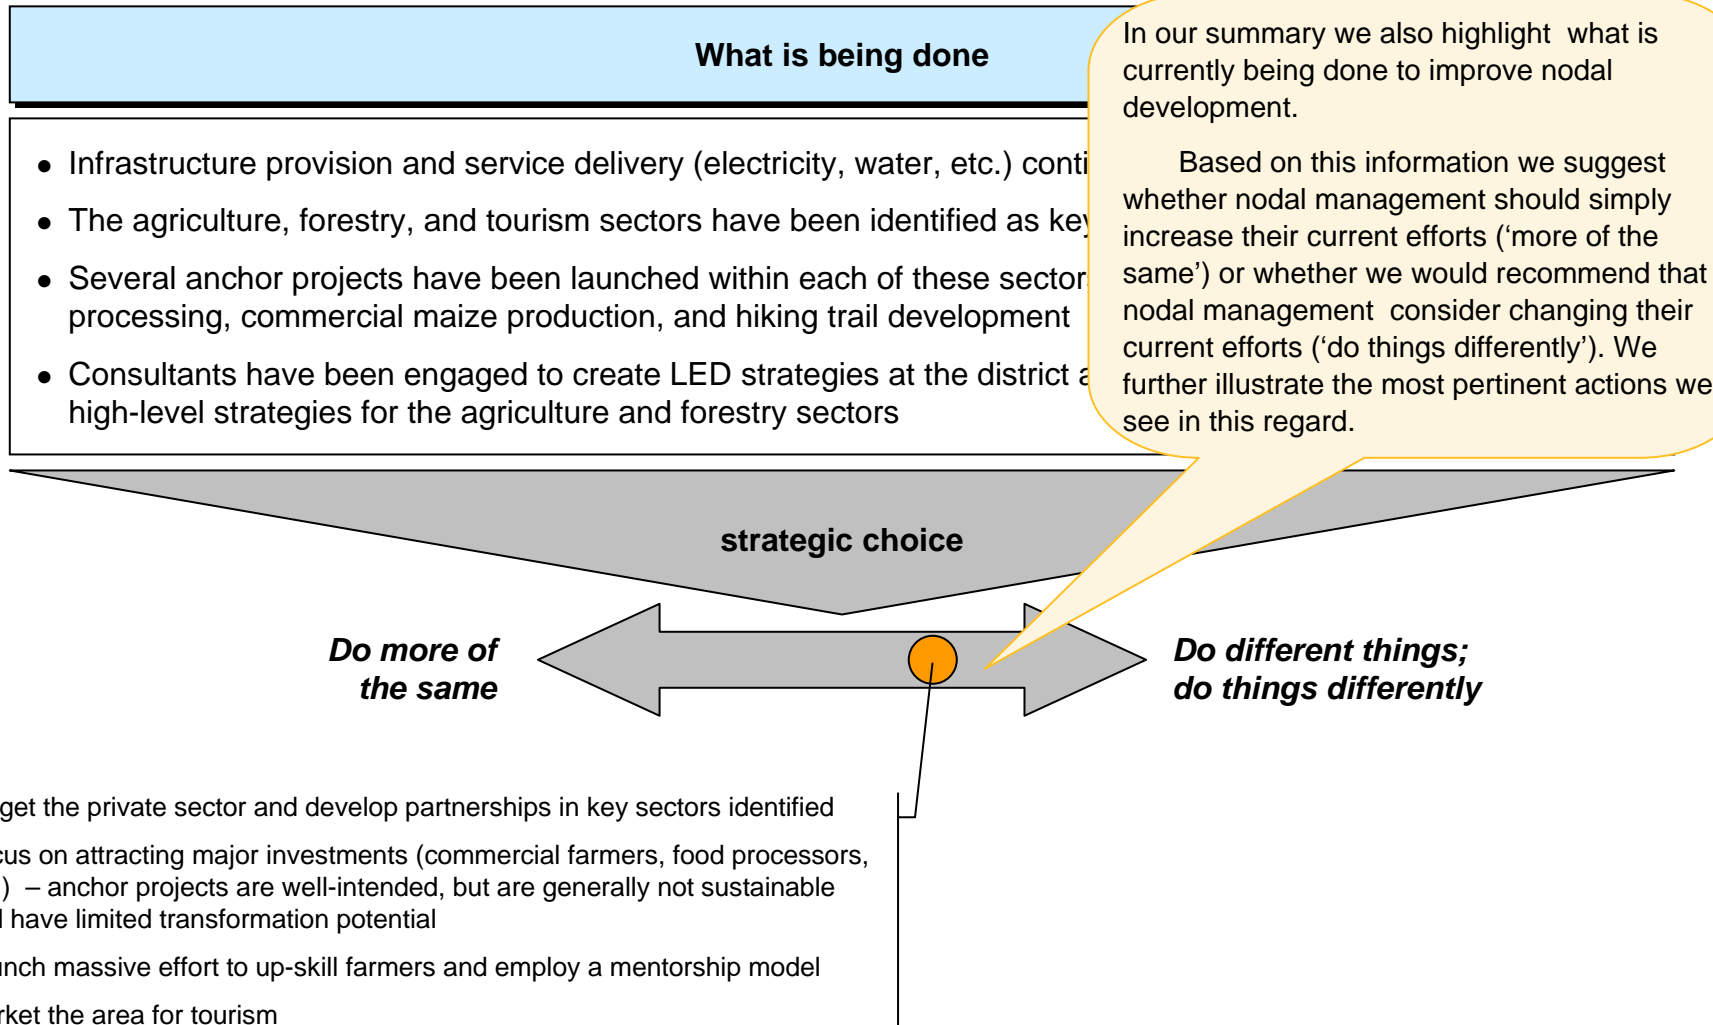 What is being done
In our summary we also highlight what is
currently being done to improve nodal
development.
Based on this information we suggest
whether nodal management should simply
increase their current efforts (‘more of the
same’) or whether we would recommend that
nodal management consider changing their
current efforts (‘do things differently’). We
further illustrate the most pertinent actions we
see in this regard.
• Infrastructure provision and service delivery (electricity, water, etc.)
• The agriculture, forestry, and tourism sectors have been identified as
• Several anchor projects have been launched within each of these
processing, commercial maize production, and hiking trail development
• Consultants have been engaged to create LED strategies at the district
high-level strategies for the agriculture and forestry sectors
strategic choice
Do more of
the same
Do different things;
do things differently
the private sector and develop partnerships in key sectors identified
on attracting major investments (commercial farmers, food processors,
) – anchor projects are well-intended, but are generally not sustainable
have limited transformation potential
massive effort to up-skill farmers and employ a mentorship model
the area for tourism